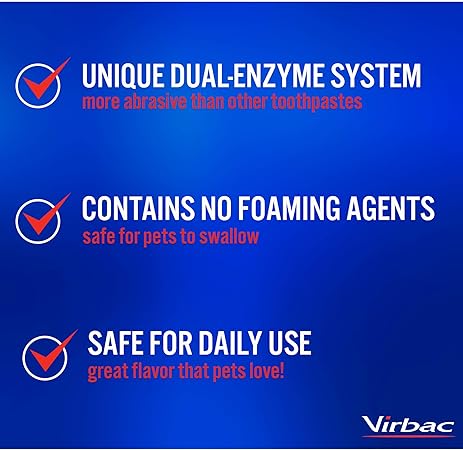 UNIQUE DUAL-ENZYME SYSTEM
more abrasive than other toothpastes
CONTAINS NO FOAMING AGENTS
safe for pets to swallow
SAFE FOR DAILY USE
great flavor that pets love!
Virbac